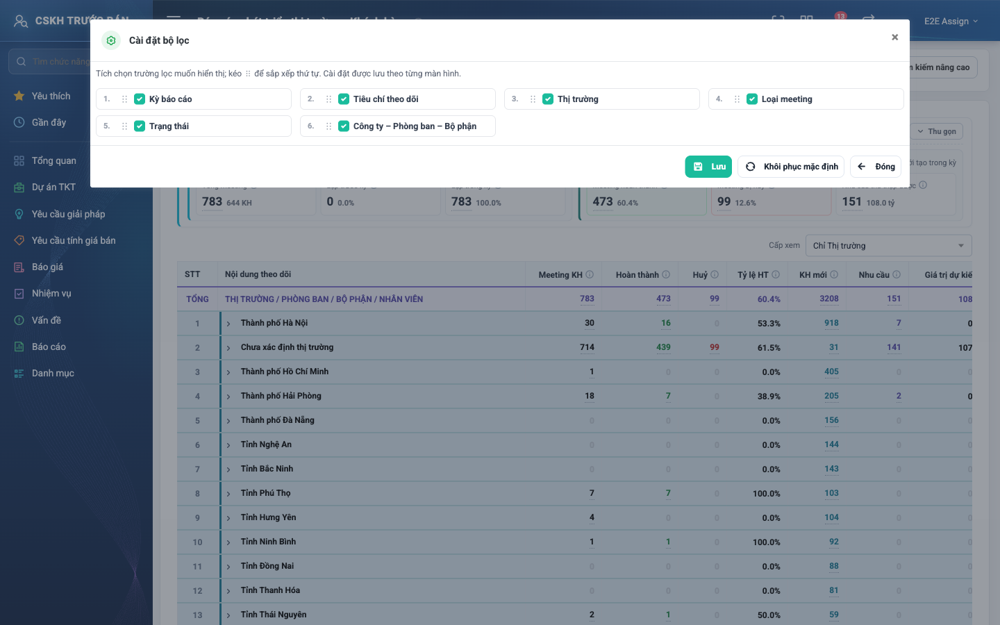 CSKH TRƯỚC BÁN
13
E2E Assign
Cài đặt bộ lọc
×
Tìm chức năng
Tích chọn trường lọc muốn hiển thị; kéo ⠿ để sắp xếp thứ tự. Cài đặt được lưu theo từng màn hình.
n kiếm nâng cao
1. Kỳ báo cáo
2. Tiêu chí theo dõi
3. Thị trường
4. Loại meeting
5. Trạng thái
6. Công ty – Phòng ban – Bộ phận
Lưu
Khôi phục mặc định
Đóng
Yêu thích
Gần đây
Tổng quan
Dự án TKT
Yêu cầu giải pháp
Yêu cầu tính giá bán
Báo giá
Nhiệm vụ
Vấn đề
Báo cáo
Danh mục
Thu gọn
ới tạo trong kỳ
783 644 KH
0 0.0%
783 100.0%
473 60.4%
99 12.6%
151 108.0 tỷ
Cấp xem Chỉ Thị trường
STT Nội dung theo dõi Meeting KH Hoàn thành Huỷ Tỷ lệ HT KH mới Nhu cầu Giá trị dự kiế
TỔNG THỊ TRƯỜNG / PHÒNG BAN / BỘ PHẬN / NHÂN VIÊN 783 473 99 60.4% 3208 151 108
1 Thành phố Hà Nội 30 16 0 53.3% 918 7 0
2 Chưa xác định thị trường 714 439 99 61.5% 31 141 107
3 Thành phố Hồ Chí Minh 1 0 0 0.0% 405 0 0
4 Thành phố Hải Phòng 18 7 0 38.9% 205 2 0
5 Thành phố Đà Nẵng 0 0 0 0.0% 156 0 0
6 Tỉnh Nghệ An 0 0 0 0.0% 144 0 0
7 Tỉnh Bắc Ninh 0 0 0 0.0% 143 0 0
8 Tỉnh Phú Thọ 7 7 0 100.0% 103 0 0
9 Tỉnh Hưng Yên 4 0 0 0.0% 104 0 0
10 Tỉnh Ninh Bình 1 1 0 100.0% 92 0 0
11 Tỉnh Đồng Nai 0 0 0 0.0% 88 0 0
12 Tỉnh Thanh Hóa 0 0 0 0.0% 81 0 0
13 Tỉnh Thái Nguyên 2 1 0 50.0% 59 0 0